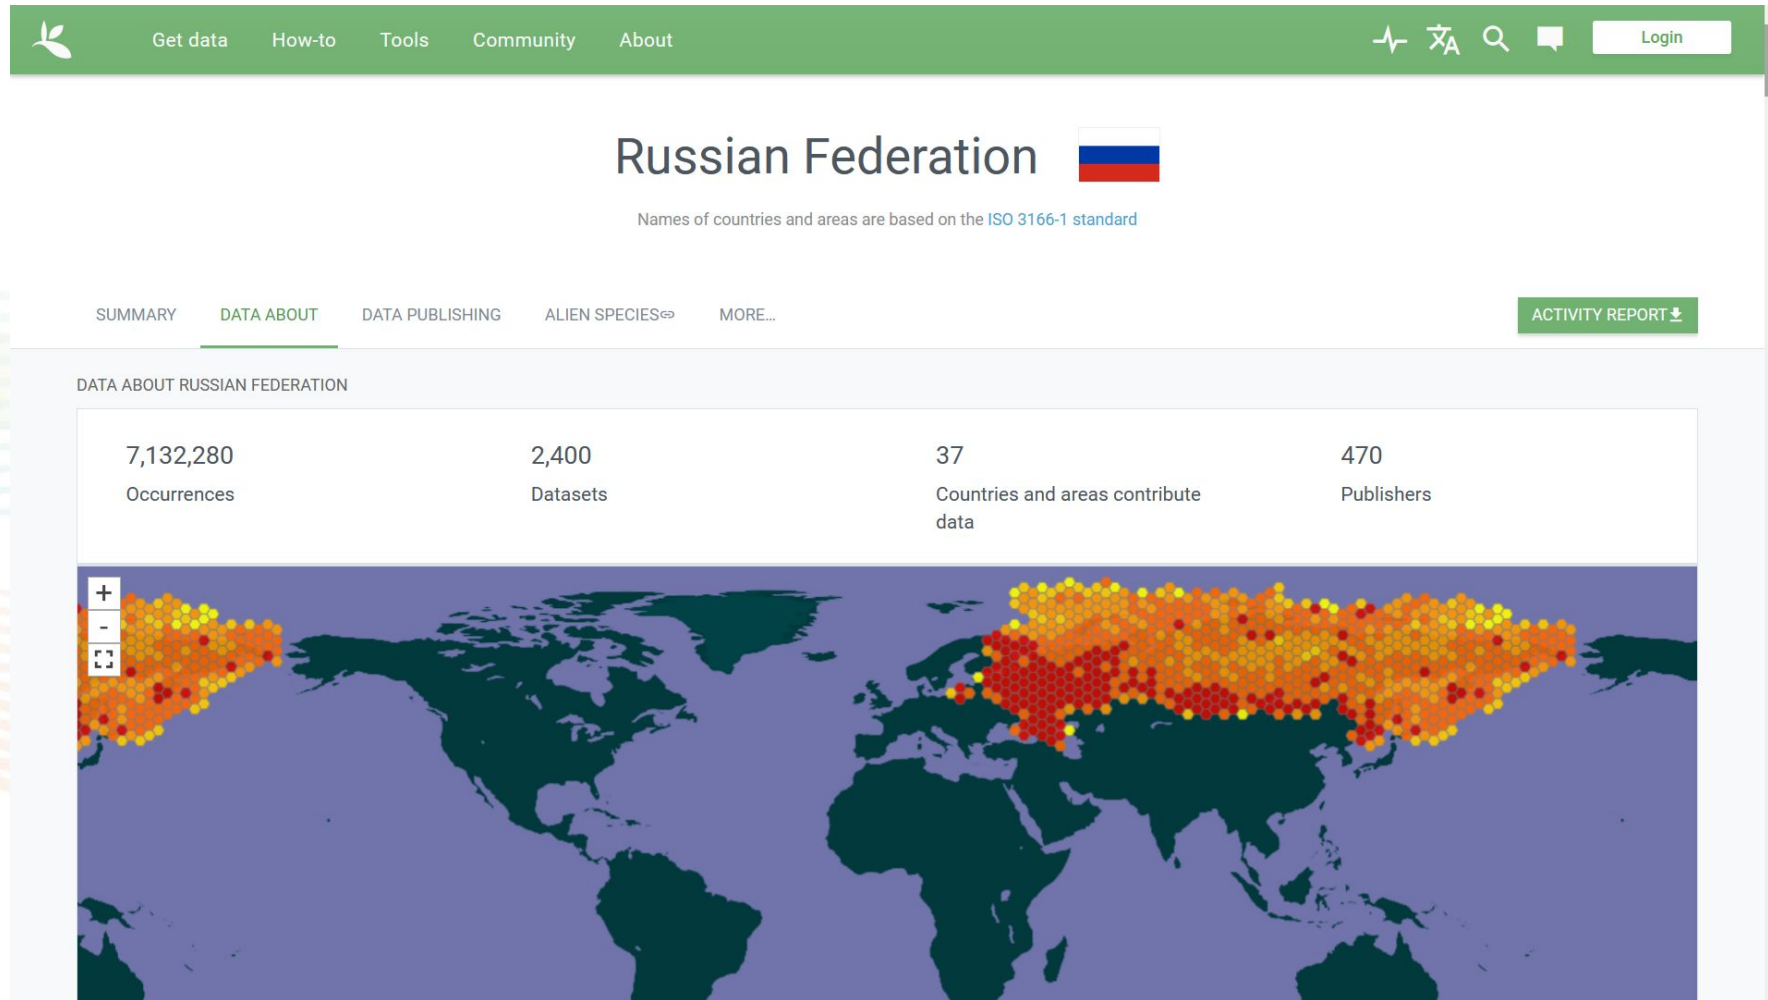 Get data How-to Tools Community About Login
Russian Federation
Names of countries and areas are based on the ISO 3166-1 standard
SUMMARY DATA ABOUT DATA PUBLISHING ALIEN SPECIES MORE... ACTIVITY REPORT
DATA ABOUT RUSSIAN FEDERATION
7,132,280 2,400 37 470
Occurrences Datasets Countries and areas contribute Publishers
data
+
-